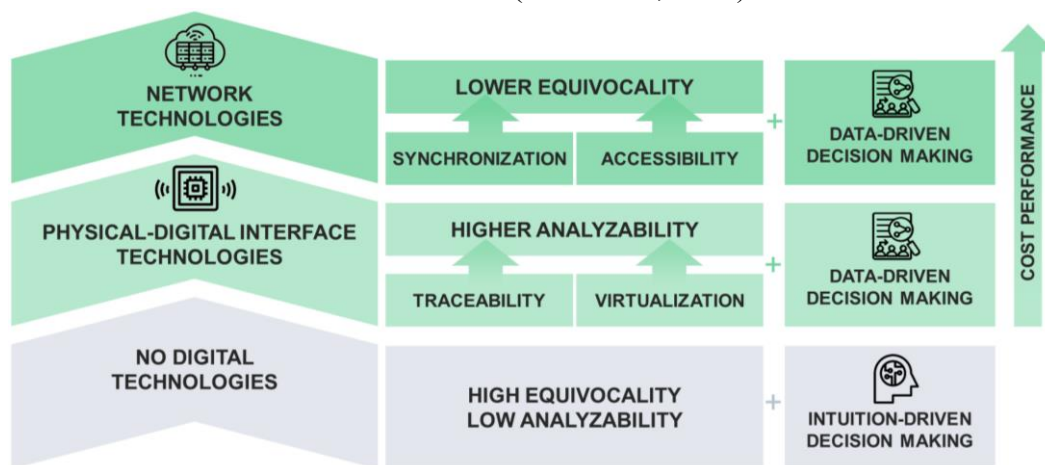 NETWORK
TECHNOLOGIES
LOWER EQUIVOCALITY
SYNCHRONIZATION
ACCESSIBILITY
+
DATA-DRIVEN
DECISION MAKING
PHYSICAL-DIGITAL INTERFACE
TECHNOLOGIES
HIGHER ANALYZABILITY
TRACEABILITY
VIRTUALIZATION
+
DATA-DRIVEN
DECISION MAKING
NO DIGITAL
TECHNOLOGIES
HIGH EQUIVOCALITY
LOW ANALYZABILITY
+
INTUITION-DRIVEN
DECISION MAKING
COST PERFORMANCE